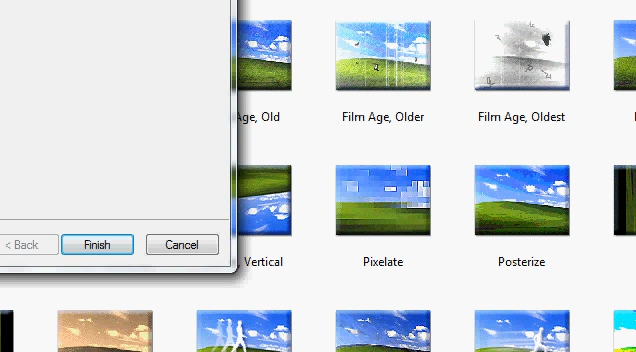 Age, Old
Film Age, Older
Film Age, Oldest
, Vertical
Pixelate
Posterize
< Back
Finish
Cancel